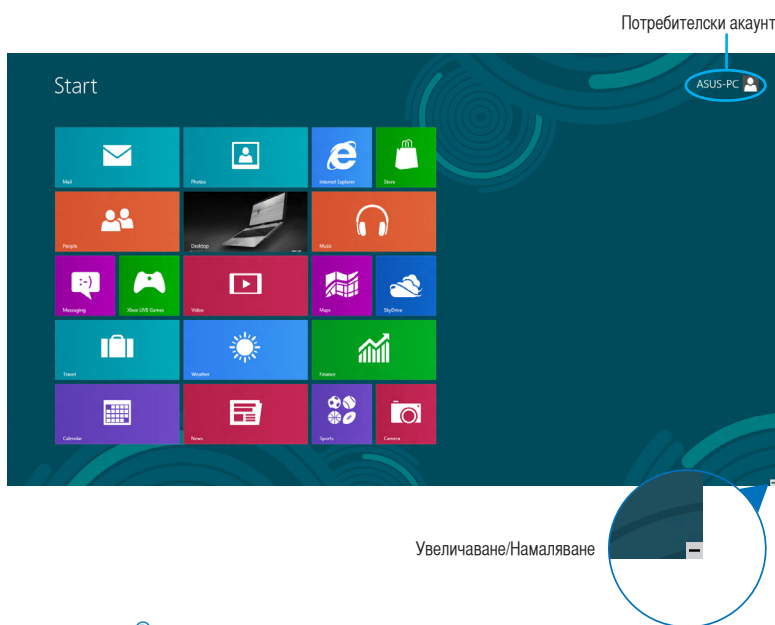 Потребителски акаунт
Start
ASUS-PC
Mail
Photos
Internet Explorer
Store
People
Desktop
Music
Messaging
Xbox LIVE Games
Video
Maps
SkyDrive
Travel
Weather
Finance
Calendar
News
Sports
Camera
Увеличаване/Намаляване